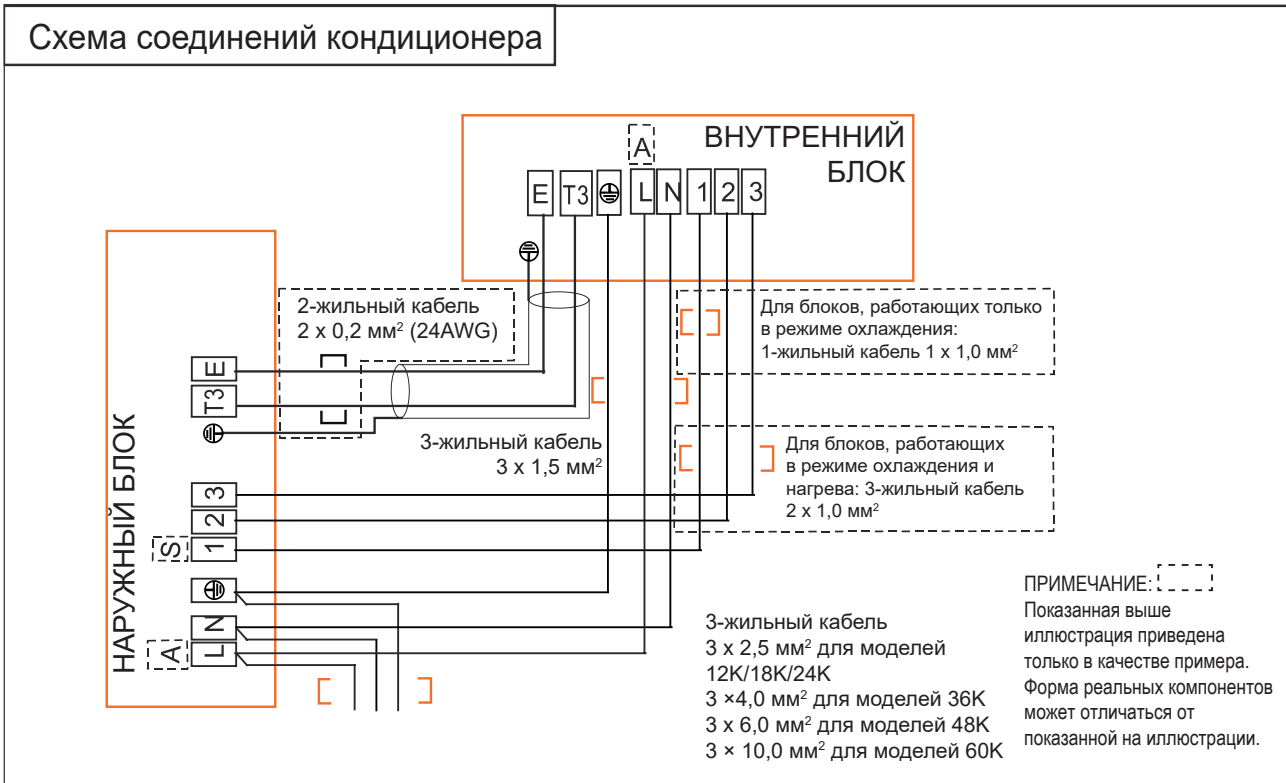 Схема соединений кондиционера
A
ВНУТРЕННИЙ
БЛОК
E T3 L N 1 2 3
2-жильный кабель
2 x 0,2 мм² (24AWG)
Для блоков, работающих только
в режиме охлаждения:
1-жильный кабель 1 x 1,0 мм²
НАРУЖНЫЙ БЛОК
E
T3
3-жильный кабель
3 x 1,5 мм²
Для блоков, работающих
в режиме охлаждения и
нагрева: 3-жильный кабель
2 x 1,0 мм²
3
2
S 1
N
A L
3-жильный кабель
3 x 2,5 мм² для моделей
12K/18K/24K
3 ×4,0 мм² для моделей 36K
3 x 6,0 мм² для моделей 48K
3 × 10,0 мм² для моделей 60K
ПРИМЕЧАНИЕ:
Показанная выше
иллюстрация приведена
только в качестве примера.
Форма реальных компонентов
может отличаться от
показанной на иллюстрации.